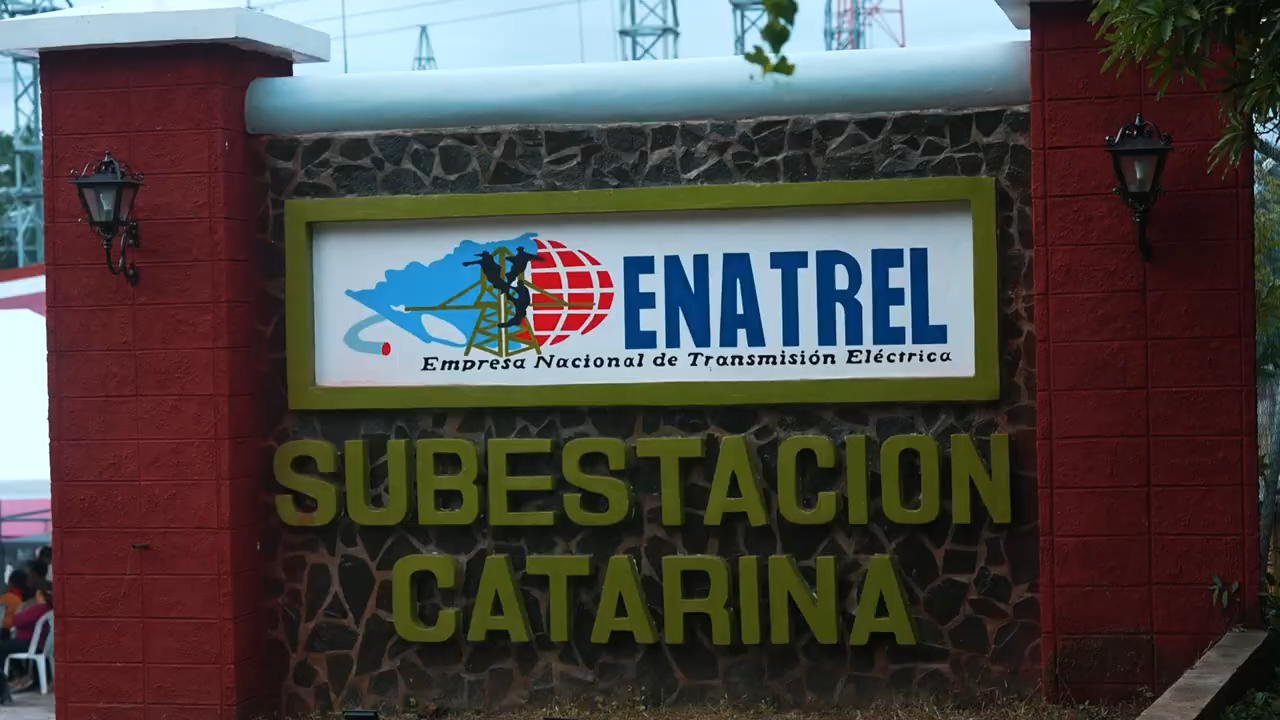 ENATREL
Empresa Nacional de Transmisión Eléctrica
SUBESTACION
CATARINA